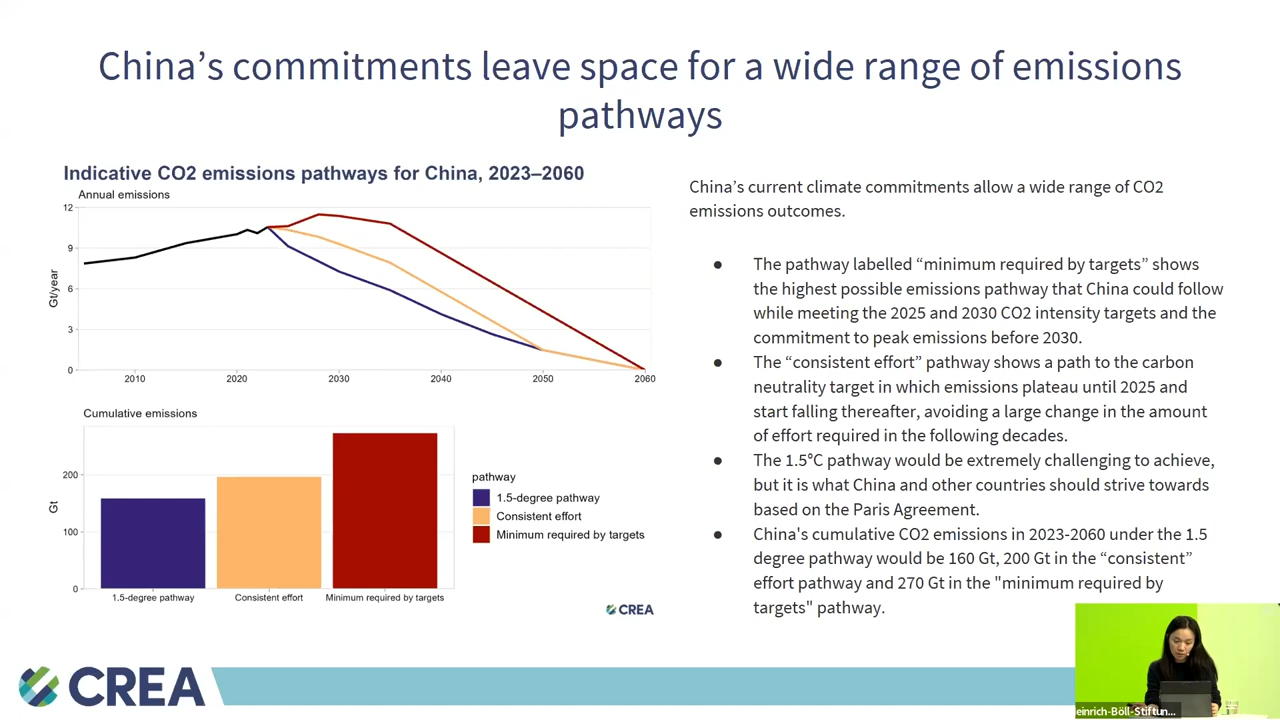 China’s commitments leave space for a wide range of emissions
pathways
Indicative CO2 emissions pathways for China, 2023–2060
Annual emissions
12
9
6
3
0
Gt/year
2010
2020
2030
2040
2050
2060
Cumulative emissions
200
100
0
Gt
1.5-degree pathway
Consistent effort
Minimum required by targets
pathway
1.5-degree pathway
Consistent effort
Minimum required by targets
CREA
China’s current climate commitments allow a wide range of CO2
emissions outcomes.
● The pathway labelled “minimum required by targets” shows
the highest possible emissions pathway that China could follow
while meeting the 2025 and 2030 CO2 intensity targets and the
commitment to peak emissions before 2030.
● The “consistent effort” pathway shows a path to the carbon
neutrality target in which emissions plateau until 2025 and
start falling thereafter, avoiding a large change in the amount
of effort required in the following decades.
● The 1.5°C pathway would be extremely challenging to achieve,
but it is what China and other countries should strive towards
based on the Paris Agreement.
● China's cumulative CO2 emissions in 2023-2060 under the 1.5
degree pathway would be 160 Gt, 200 Gt in the “consistent”
effort pathway and 270 Gt in the "minimum required by
targets" pathway.
CREA
einrich-Böll-Stiftun...